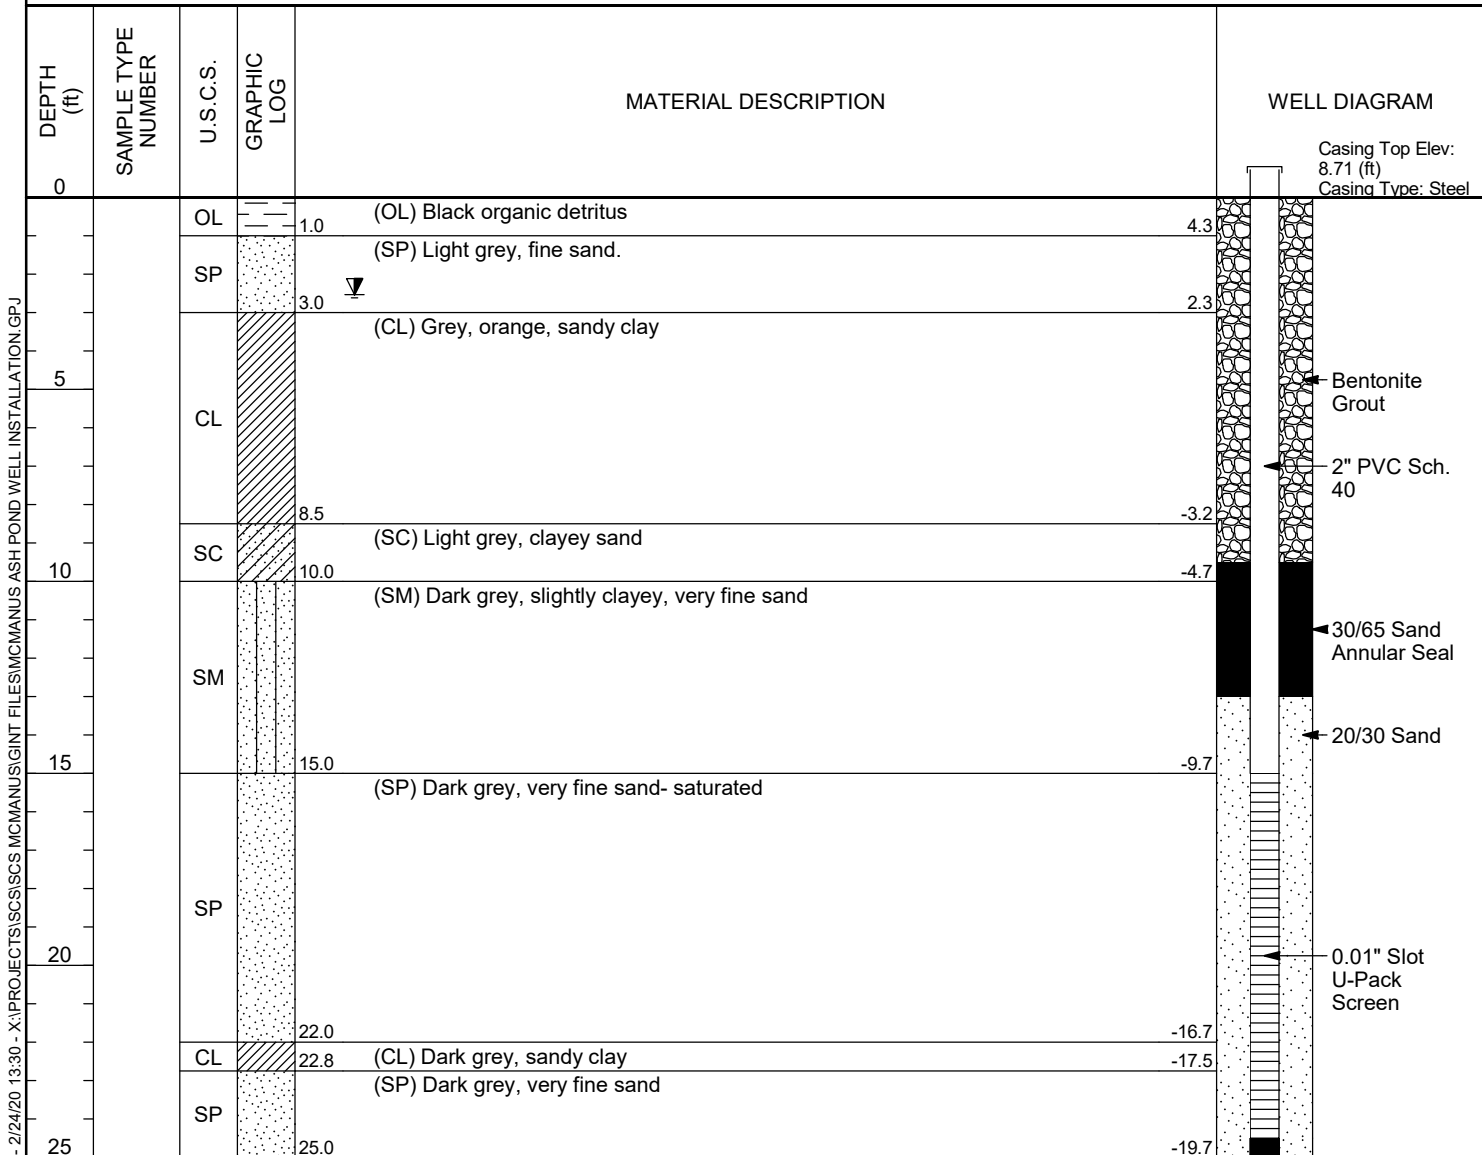 DEPTH
(ft)
SAMPLE TYPE
NUMBER
U.S.C.S.
GRAPHIC
LOG
MATERIAL DESCRIPTION
WELL DIAGRAM
Casing Top Elev:
8.71 (ft)
Casing Type: Steel
0
OL
1.0
(OL) Black organic detritus
4.3
SP
(SP) Light grey, fine sand.
3.0
2.3
(CL) Grey, orange, sandy clay
5
CL
Bentonite
Grout
2" PVC Sch.
40
8.5
-3.2
SC
(SC) Light grey, clayey sand
10
10.0
-4.7
(SM) Dark grey, slightly clayey, very fine sand
30/65 Sand
Annular Seal
SM
20/30 Sand
15
15.0
-9.7
(SP) Dark grey, very fine sand- saturated
SP
20
0.01" Slot
U-Pack
Screen
22.0
-16.7
CL
22.8
(CL) Dark grey, sandy clay
-17.5
(SP) Dark grey, very fine sand
SP
25
25.0
-19.7
- 2/24/20 13:30 - X:\PROJECTS\SCS\SCS MCMANUS\GINT FILES\MCMANUS ASH POND WELL INSTALLATION.GPJ